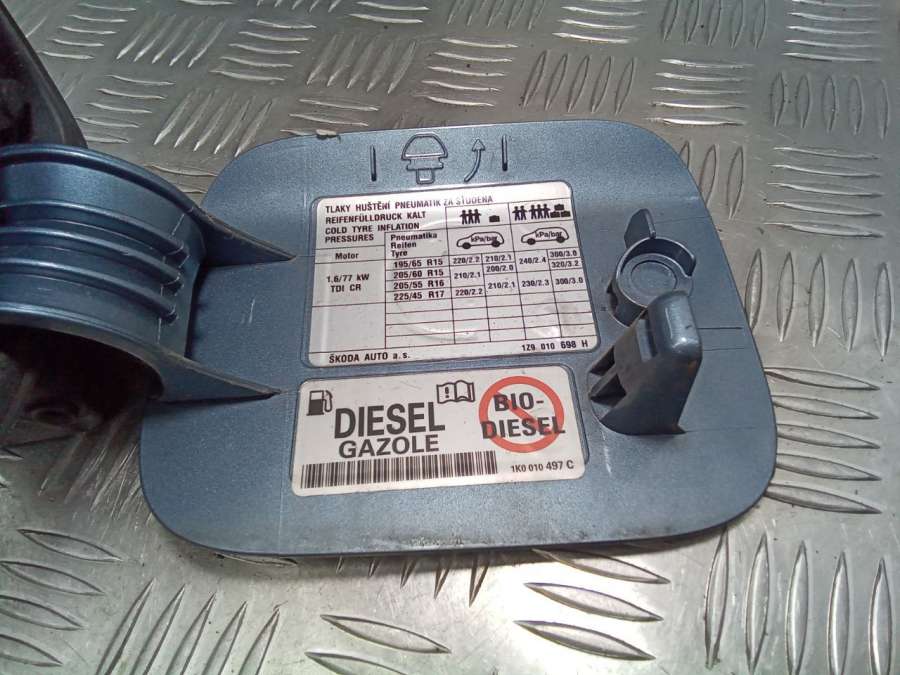 TLAKY HUŠTĚNÍ PNEUMATIK ZA STUDENA
REIFENFÜLLDRUCK KALT
COLD TYRE INFLATION
PRESSURES
Pneumatika
Reifen
Tyre
kPa/bar kPa/bar
Motor
1,6/77 kW
TDI CR
195/65 R15 220/2.2 210/2.1 240/2.4 300/3.0
205/60 R15 210/2.1 200/2.0 320/3.2
205/55 R16 210/2.1 230/2.3 300/3.0
225/45 R17 220/2.2
ŠKODA AUTO a.s. 1Z9 010 698 H
DIESEL
GAZOLE
BIO-
DIESEL
1K0 010 497 C